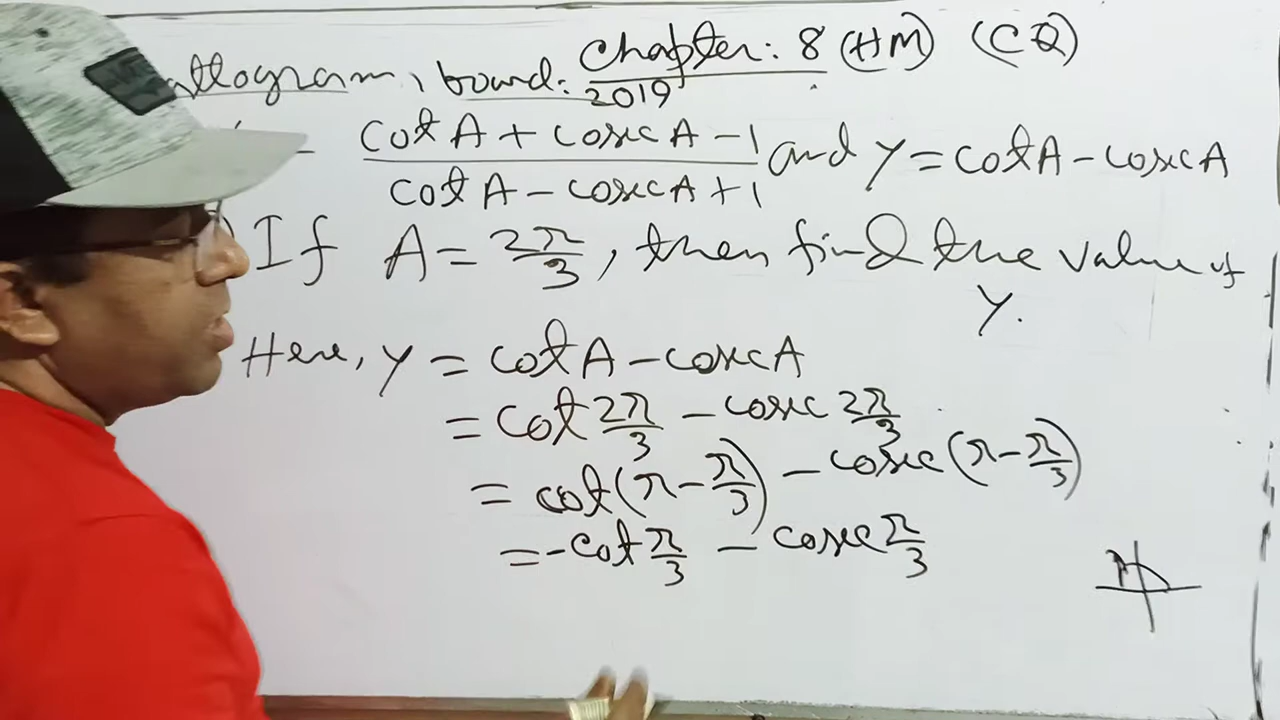 Chapter: 8 (HM) (CQ)
attogram, board: 2019
= cot A + cosec A - 1 / cot A - cosec A + 1 and y = cot A - cosec A
) If A = 2π/3, then find the value of
y.
Here, y = cot A - cosec A
= cot 2π/3 - cosec 2π/3
= cot (π - π/3) - cosec (π - π/3)
= - cot π/3 - cosec π/3